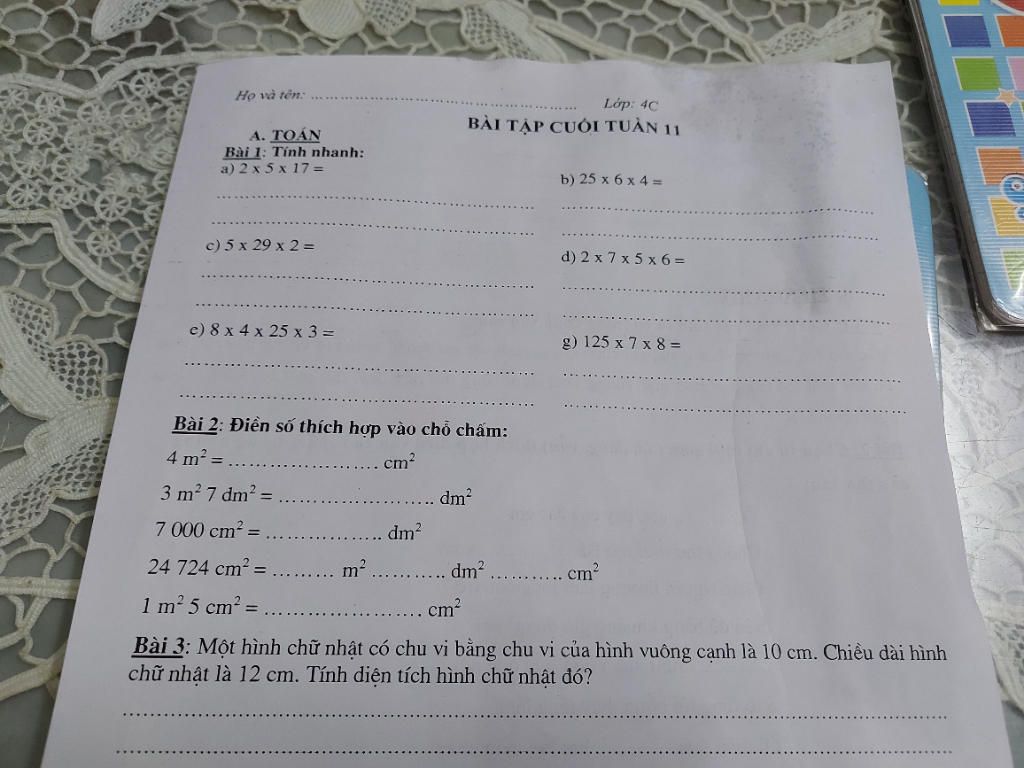 Họ và tên: ........................................................ Lớp: 4C
BÀI TẬP CUỐI TUẦN 11
A. TOÁN
Bài 1: Tính nhanh:
a) 2 x 5 x 17 =
b) 25 x 6 x 4 =
c) 5 x 29 x 2 =
d) 2 x 7 x 5 x 6 =
e) 8 x 4 x 25 x 3 =
g) 125 x 7 x 8 =
Bài 2: Điền số thích hợp vào chỗ chấm:
4 m² = .......................... cm²
3 m² 7 dm² = .......................... dm²
7 000 cm² = .................... dm²
24 724 cm² = ......... m² ........... dm² ........... cm²
1 m² 5 cm² = .......................... cm²
Bài 3: Một hình chữ nhật có chu vi bằng chu vi của hình vuông cạnh là 10 cm. Chiều dài hình
chữ nhật là 12 cm. Tính diện tích hình chữ nhật đó?